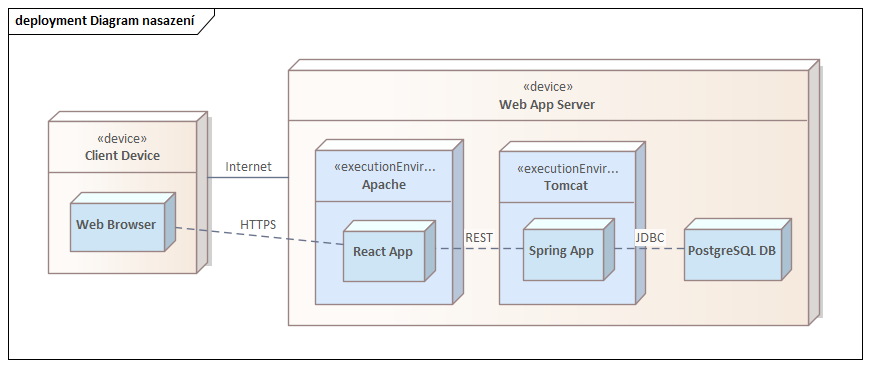 deployment Diagram nasazení
«device»
Web App Server
«device»
Client Device
Internet
«executionEnvir...
Apache
«executionEnvir...
Tomcat
Web Browser
HTTPS
React App
REST
Spring App
JDBC
PostgreSQL DB